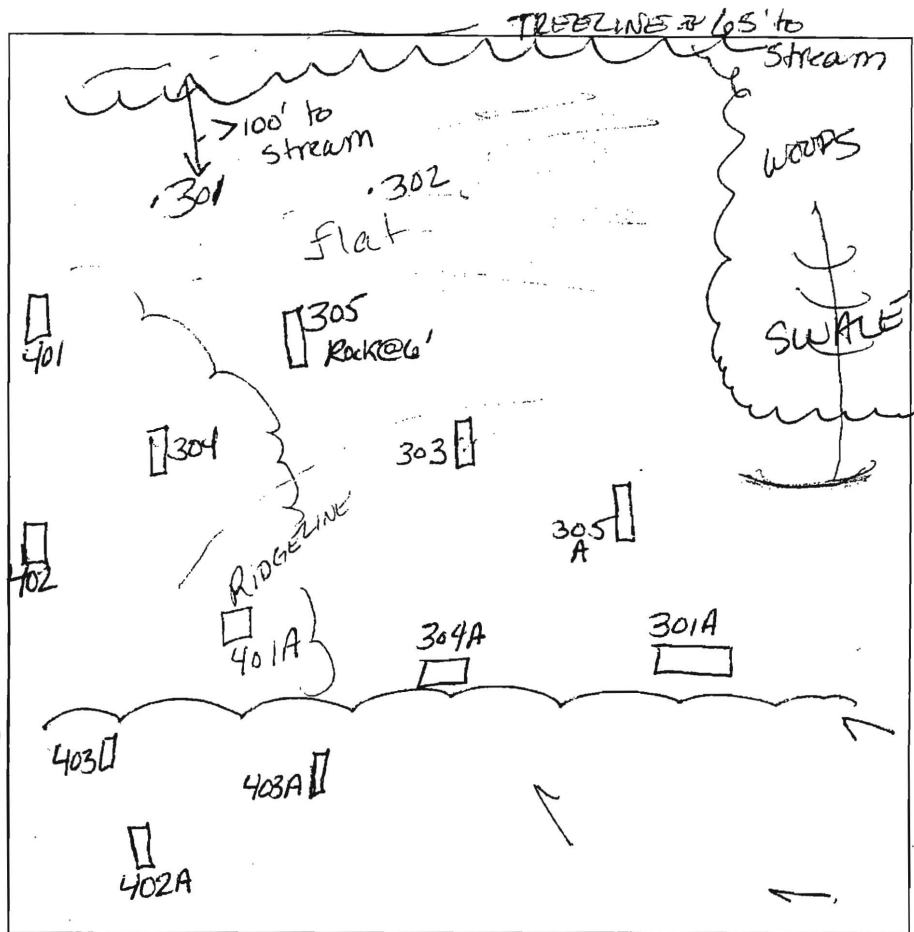 TREELINE ≈ 65' to
stream
>100' to
stream
.301
.302
flat
WOODS
305
Rock@6'
401
SWALE
304
303
305
A
402
RIDGELINE
401A
304A
301A
403
403A
402A